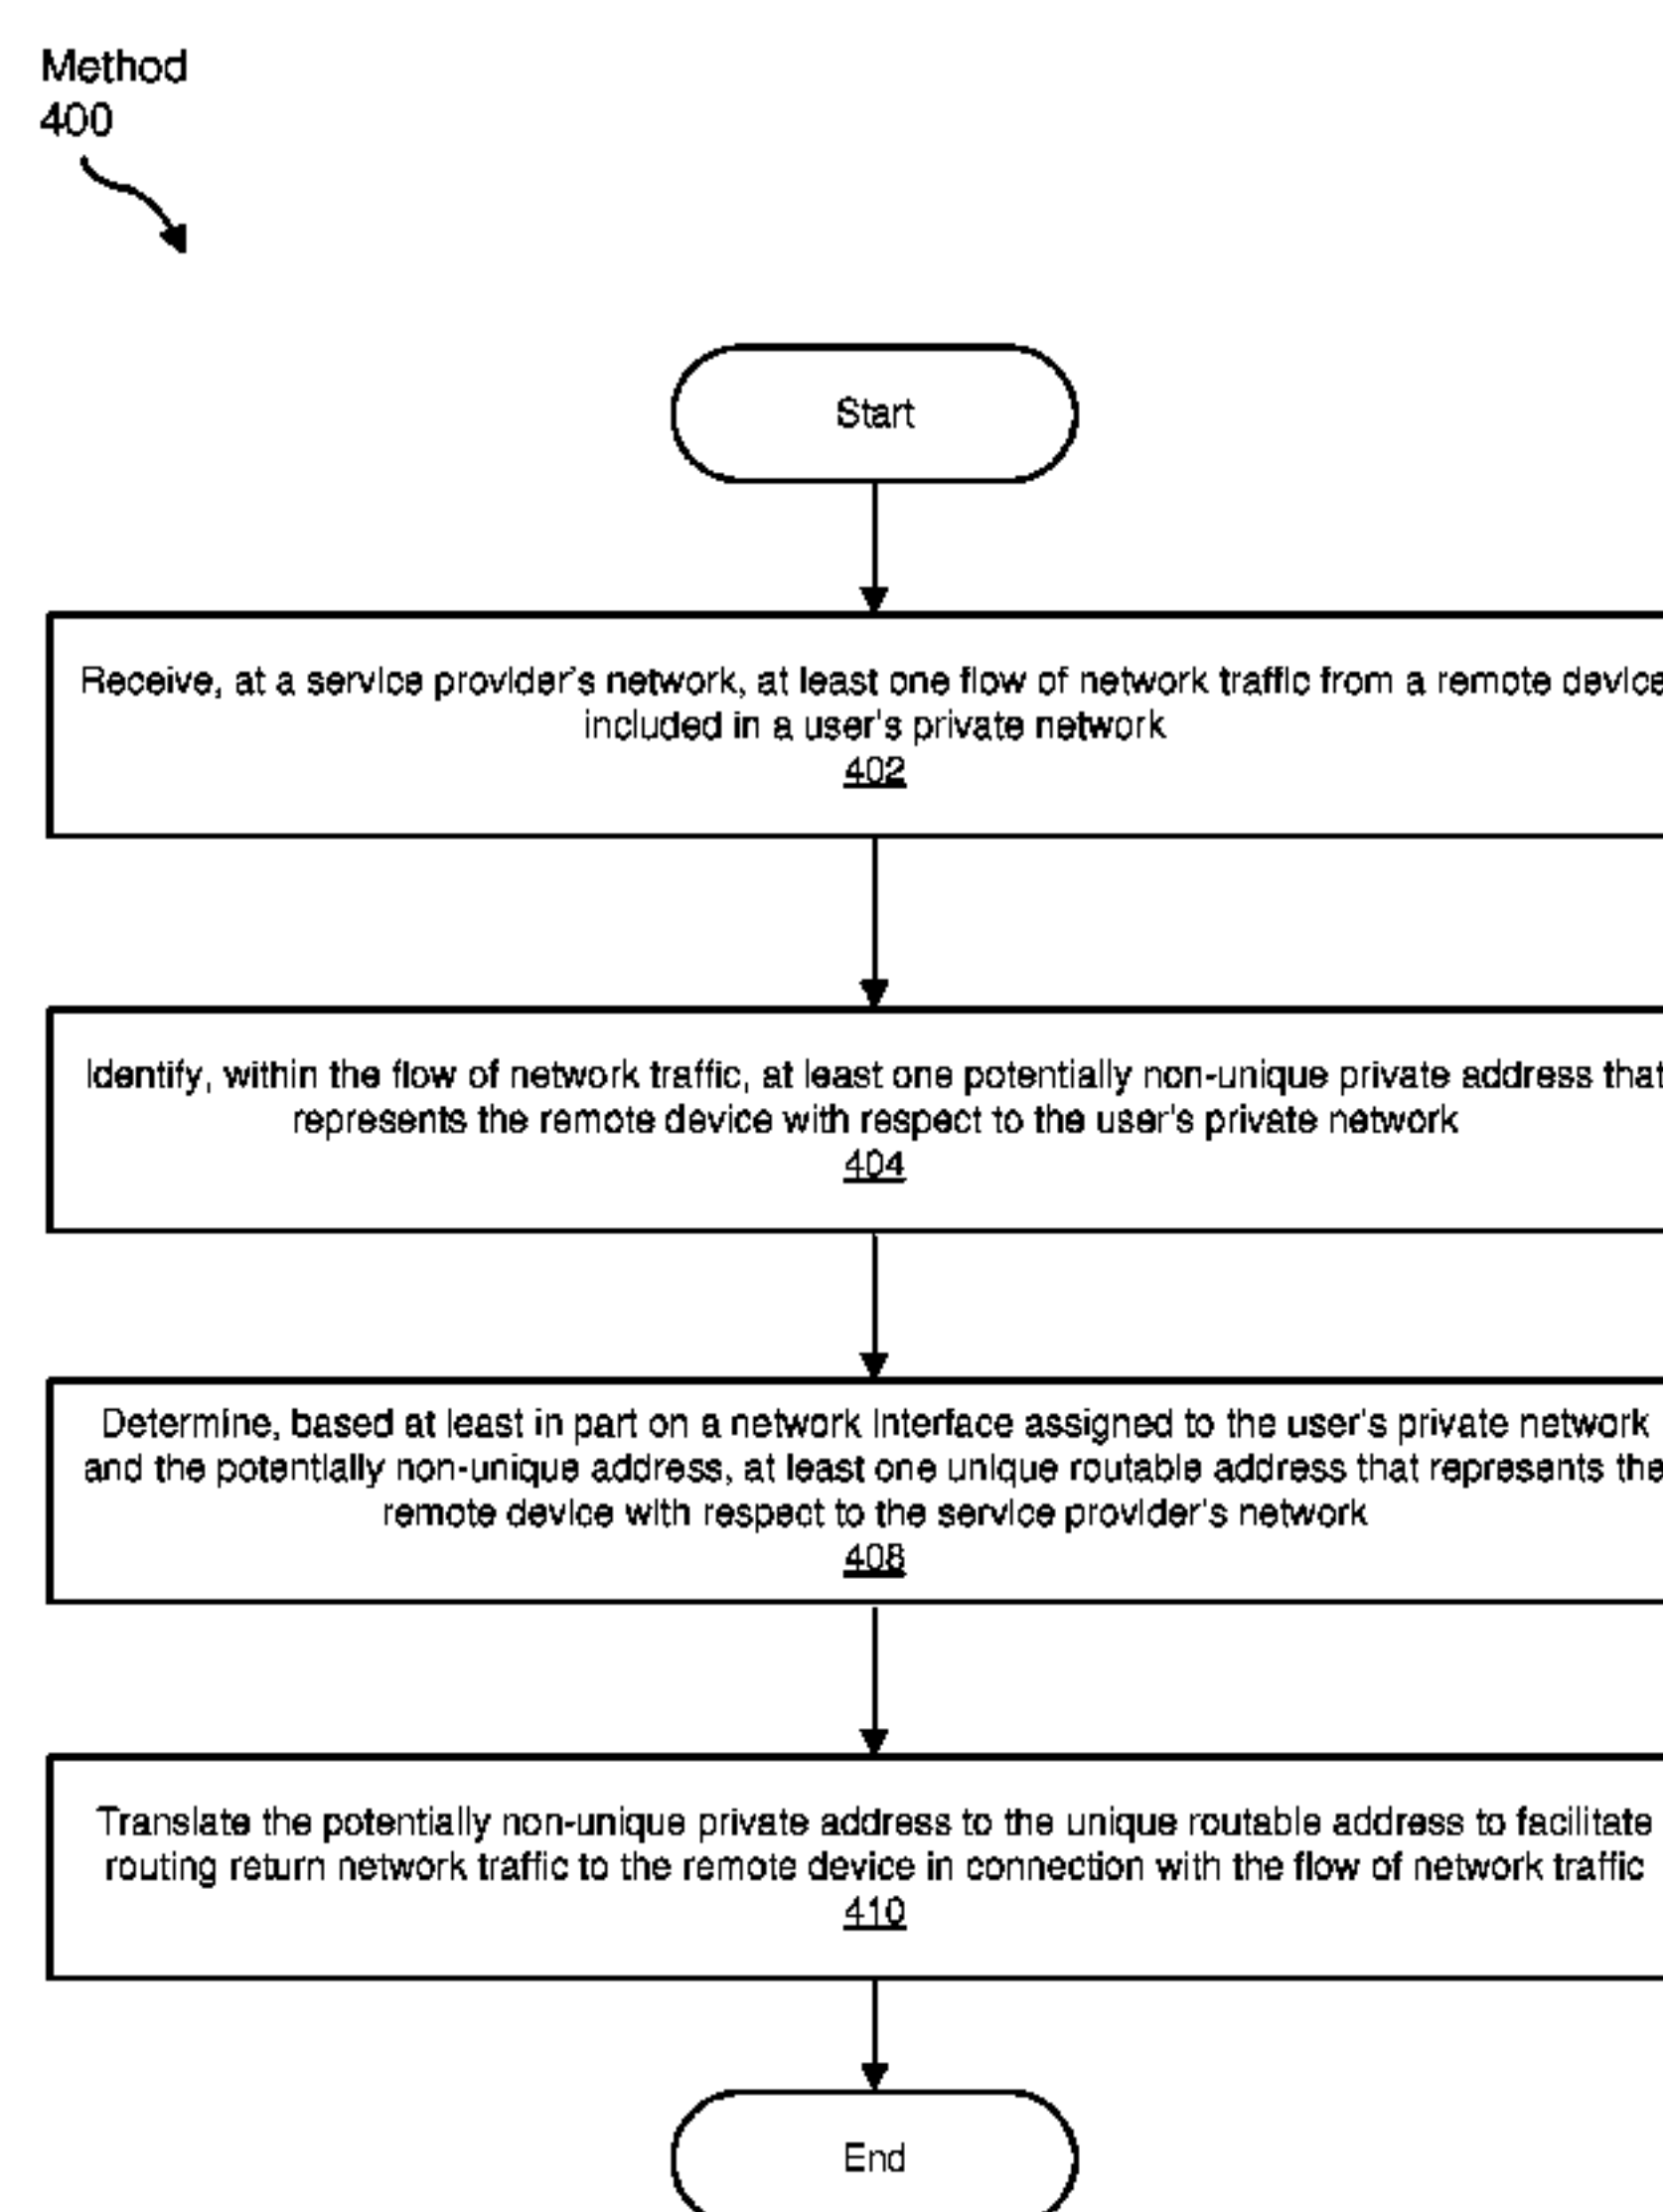 Method
400
Start
Receive, at a service provider's network, at least one flow of network traffic from a remote device
included in a user's private network
402
Identify, within the flow of network traffic, at least one potentially non-unique private address that
represents the remote device with respect to the user's private network
404
Determine, based at least in part on a network interface assigned to the user's private network
and the potentially non-unique address, at least one unique routable address that represents the
remote device with respect to the service provider's network
408
Translate the potentially non-unique private address to the unique routable address to facilitate
routing return network traffic to the remote device in connection with the flow of network traffic
410
End